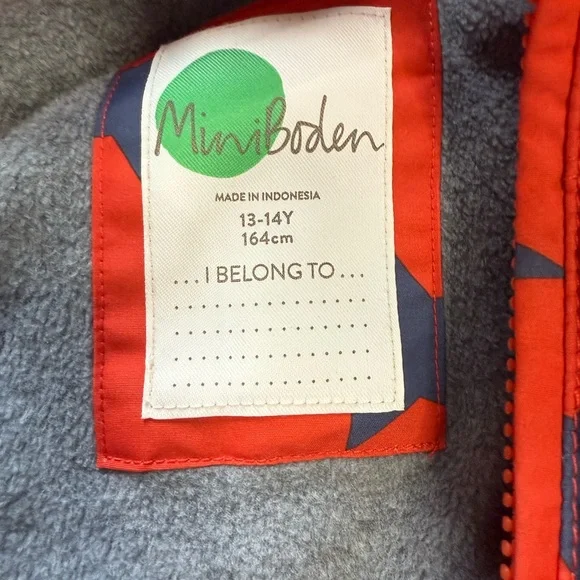 MiniBoden
MADE IN INDONESIA
13-14Y
164cm
...I BELONG TO...